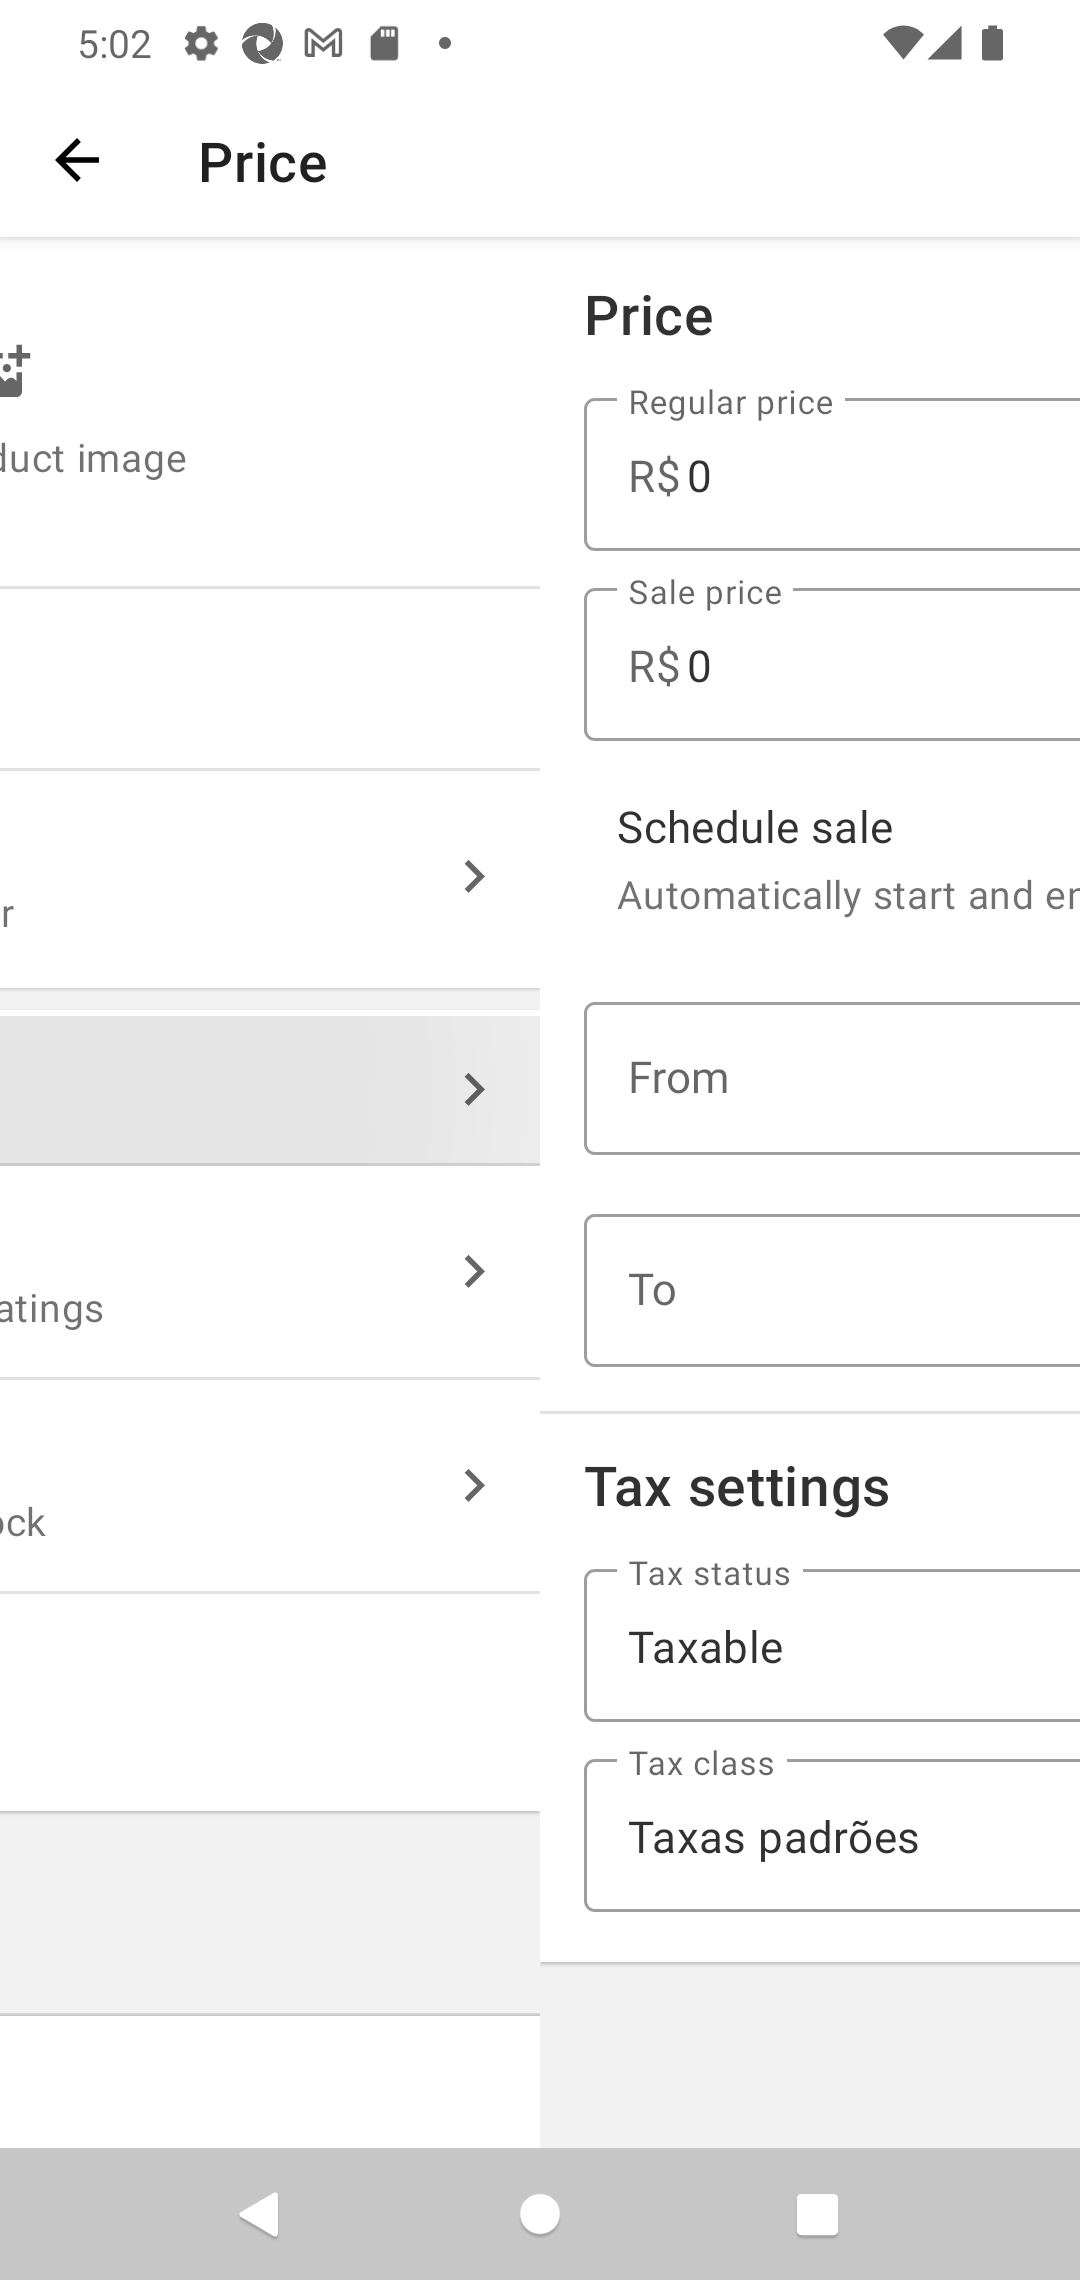 5:02
Price
duct image
r
atings
ock
Price
Regular price
R$ 0
Sale price
R$ 0
Schedule sale
Automatically start and en
From
To
Tax settings
Tax status
Taxable
Tax class
Taxas padrões